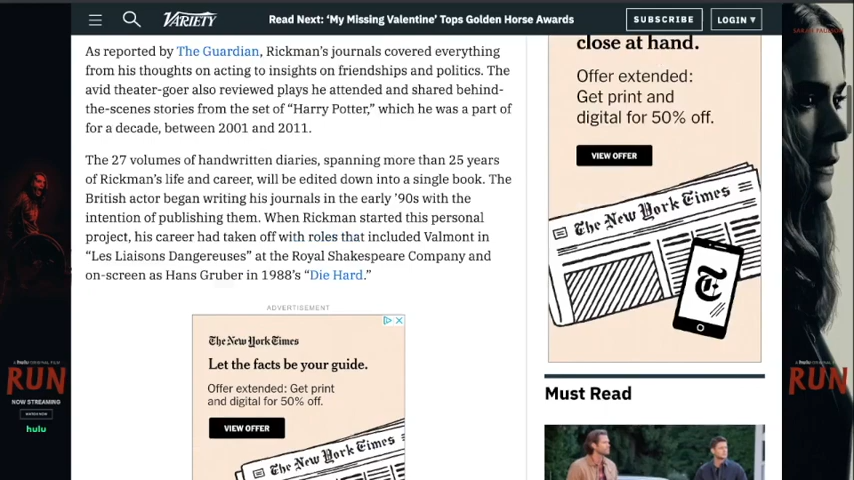 VARIETY
Read Next: ‘My Missing Valentine’ Tops Golden Horse Awards
SUBSCRIBE
LOGIN
As reported by The Guardian, Rickman’s journals covered everything
from his thoughts on acting to insights on friendships and politics. The
avid theater-goer also reviewed plays he attended and shared behind-
the-scenes stories from the set of “Harry Potter,” which he was a part of
for a decade, between 2001 and 2011.
The 27 volumes of handwritten diaries, spanning more than 25 years
of Rickman’s life and career, will be edited down into a single book. The
British actor began writing his journals in the early ’90s with the
intention of publishing them. When Rickman started this personal
project, his career had taken off with roles that included Valmont in
“Les Liaisons Dangereuses” at the Royal Shakespeare Company and
on-screen as Hans Gruber in 1988’s “Die Hard.”
ADVERTISEMENT
The New York Times
Let the facts be your guide.
Offer extended: Get print
and digital for 50% off.
VIEW OFFER
The New York Times
close at hand.
Offer extended:
Get print and
digital for 50% off.
VIEW OFFER
The New York Times
T
Must Read
a hulu ORIGINAL FILM
RUN
NOW STREAMING
WATCH NOW
hulu
SARAH PAULSON
a hulu ORIGINAL FILM
RUN